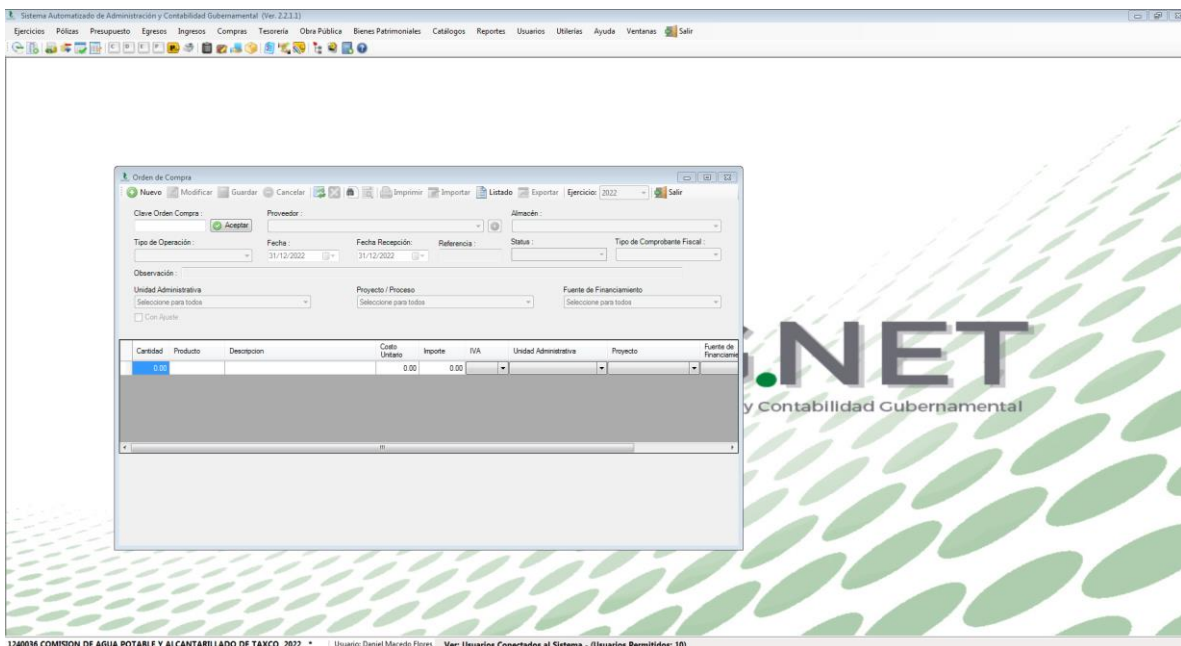 Sistema Automatizado de Administración y Contabilidad Gubernamental (Ver. 2.2.1.1)
Ejercicios Pólizas Presupuesto Egresos Ingresos Compras Tesorería Obra Pública Bienes Patrimoniales Catálogos Reportes Usuarios Utilerías Ayuda Ventanas Salir
Orden de Compra
Nuevo Modificar Guardar Cancelar Imprimir Importar Listado Exportar Ejercicio: 2022 Salir
Clave Orden Compra : Proveedor : Almacén :
Aceptar
Tipo de Operación : Fecha : Fecha Recepción: Referencia : Status : Tipo de Comprobante Fiscal :
31/12/2022 31/12/2022
Observación :
Unidad Administrativa Proyecto / Proceso Fuente de Financiamiento
Seleccione para todos Seleccione para todos Seleccione para todos
Con Ajuste
Cantidad Producto Descripcion Costo Unitario Importe IVA Unidad Administrativa Proyecto Fuente de Financiamie
0.00 0.00 0.00
.NET
y Contabilidad Gubernamental
1240036 COMISION DE AGUA POTABLE Y ALCANTARILLADO DE TAXCO 2022 * Usuario: Daniel Macedo Flores Ver: Usuarios Conectados al Sistema - (Usuarios Permitidos: 10)